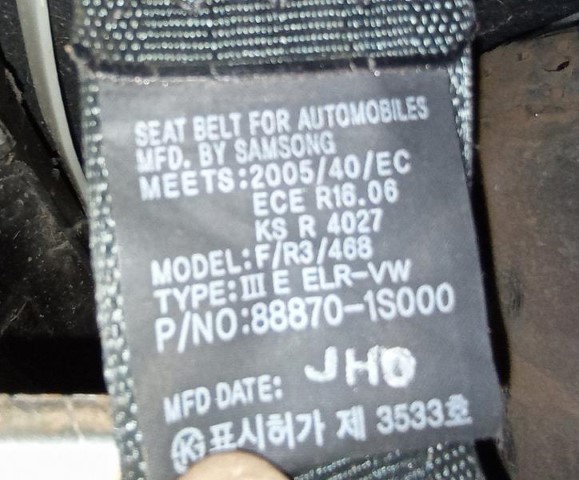 SEAT BELT FOR AUTOMOBILES
MFD. BY SAMSONG
MEETS:2005/40/EC
ECE R16.06
KS R 4027
MODEL:F/R3/468
TYPE:Ⅲ E ELR-VW
P/NO:88870-1S000
MFD DATE:
㉿ 표시허가 제 3533호